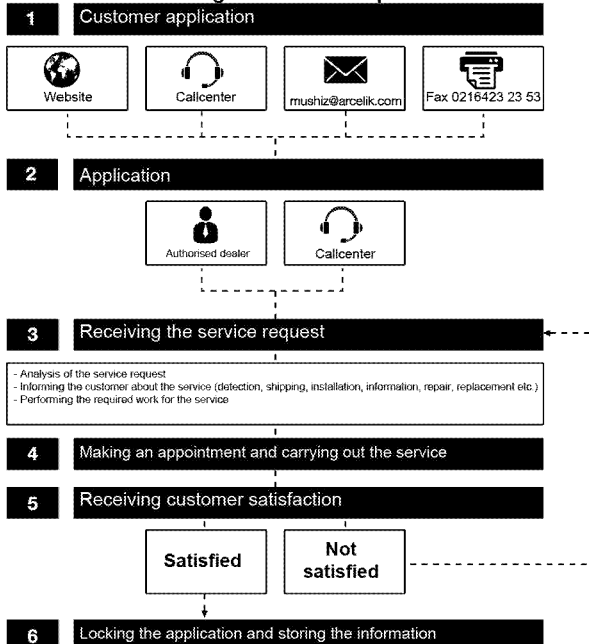 1 Customer application
Website
Callcenter
mushiz@arcelik.com
Fax 0216423 23 53
2 Application
Authorised dealer
Callcenter
3 Receiving the service request
- Analysis of the service request
- Informing the customer about the service (detection, shipping, installation, information, repair, replacement etc.)
- Performing the required work for the service
4 Making an appointment and carrying out the service
5 Receiving customer satisfaction
Satisfied
Not
satisfied
6 Locking the application and storing the information